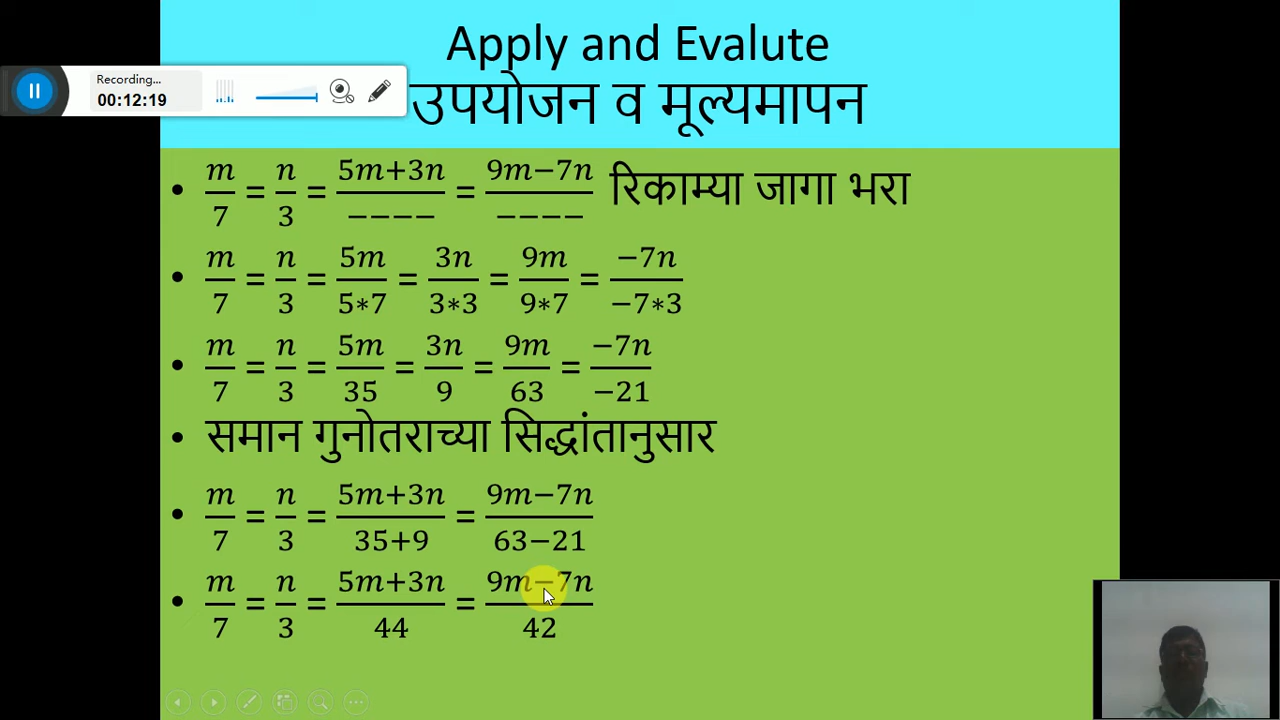 Apply and Evalute
Recording...
00:12:19
उपयोजन व मूल्यमापन
• m/7 = n/3 = 5m+3n/−−−− = 9m−7n/−−−− रिकाम्या जागा भरा
• m/7 = n/3 = 5m/5∗7 = 3n/3∗3 = 9m/9∗7 = −7n/−7∗3
• m/7 = n/3 = 5m/35 = 3n/9 = 9m/63 = −7n/−21
• समान गुनोतराच्या सिद्धांतानुसार
• m/7 = n/3 = 5m+3n/35+9 = 9m−7n/63−21
• m/7 = n/3 = 5m+3n/44 = 9m−7n/42